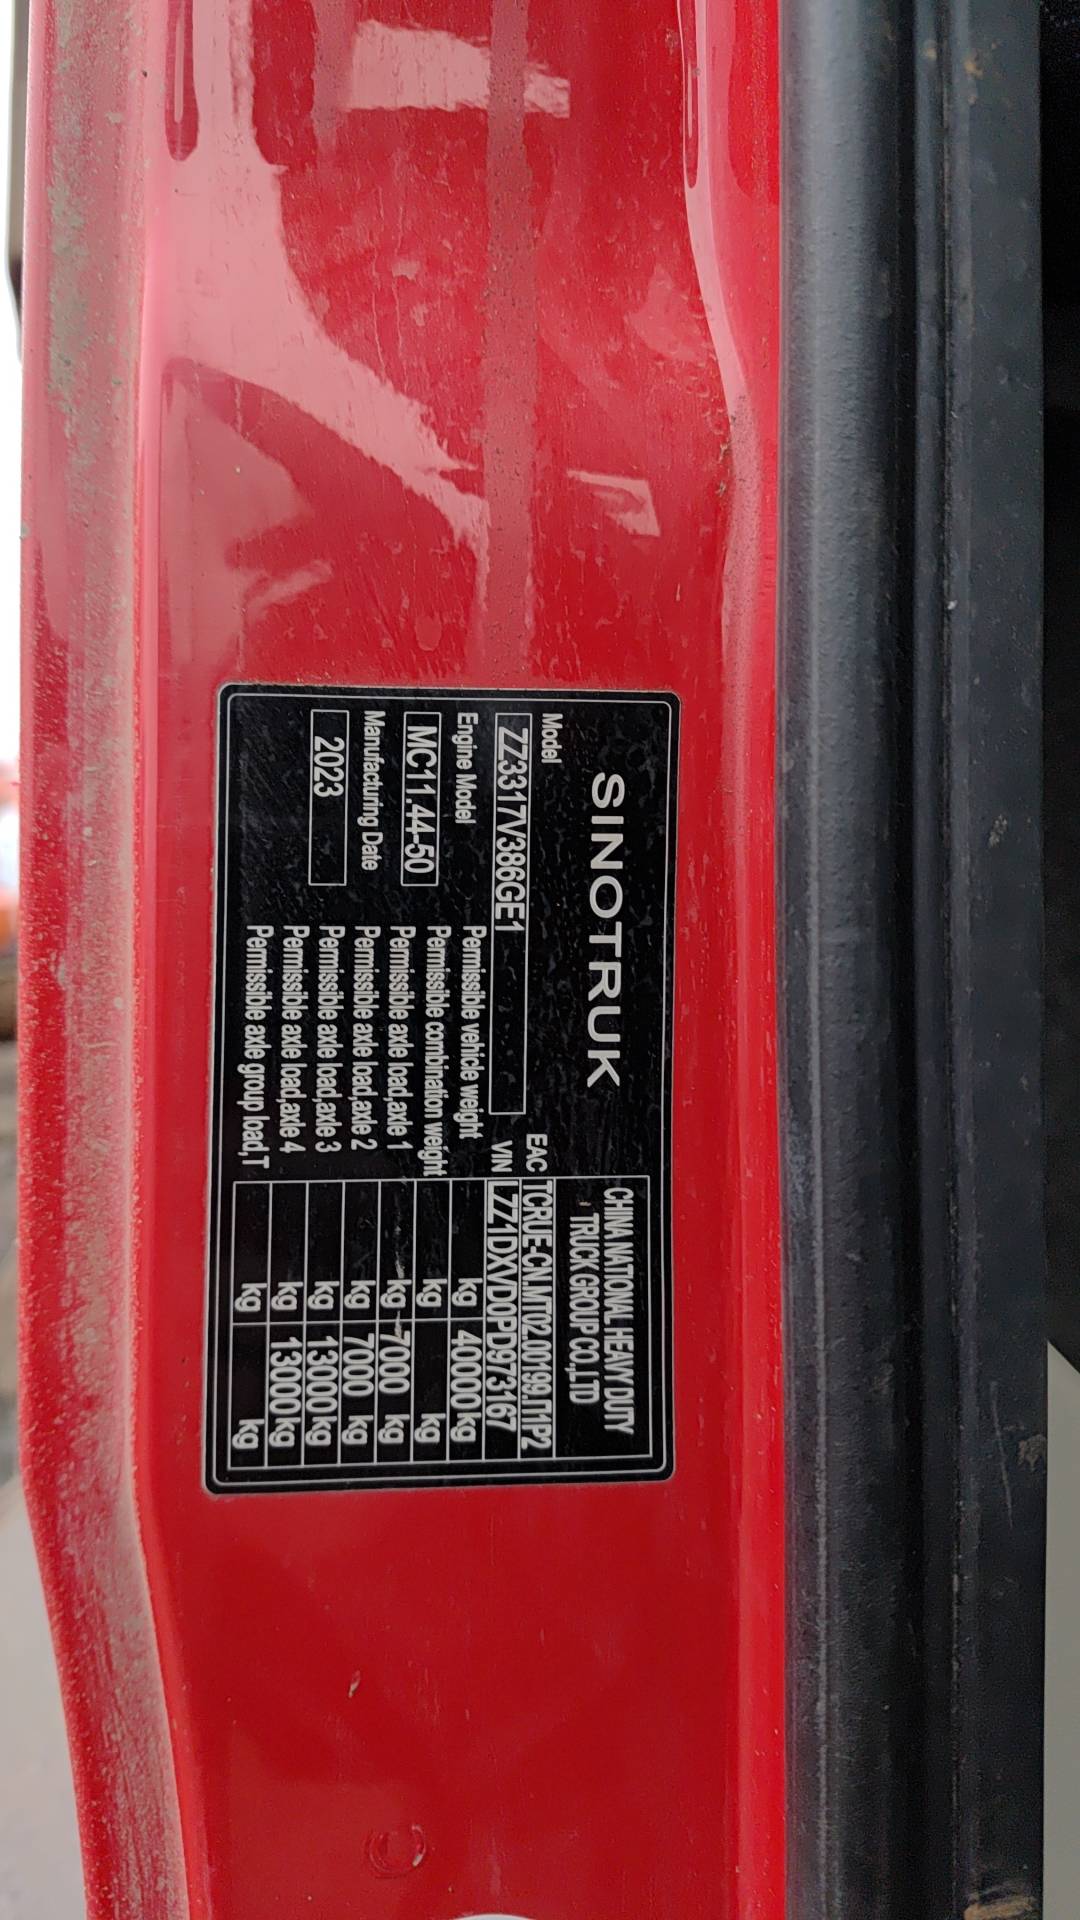 SINOTRUK
CHINA NATIONAL HEAVY DUTY
TRUCK GROUP CO.,LTD
Model
ZZ3317V386GE1
EAC TCRUE-CN.MT02.00199.П1Р2
VIN LZZ1DXVD0PD973167
Engine Model
MC11.44-50
Manufacturing Date
2023
Permissible vehicle weight kg 40000 kg
Permissible combination weight kg kg
Permissible axle load,axle 1 kg 7000 kg
Permissible axle load,axle 2 kg 7000 kg
Permissible axle load,axle 3 kg 13000 kg
Permissible axle load,axle 4 kg 13000 kg
Permissible axle group load,T kg kg